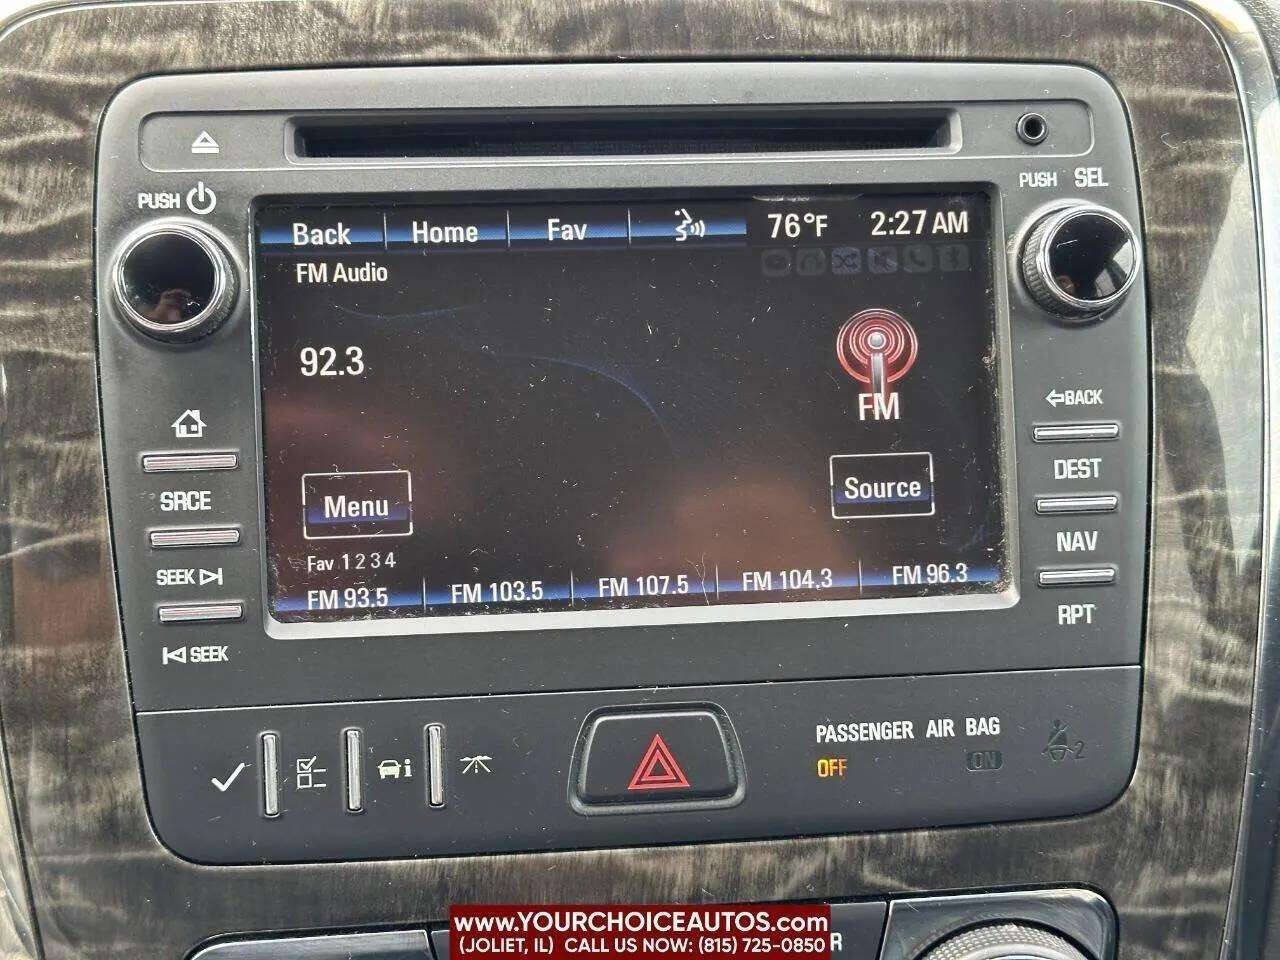 PUSH
PUSH SEL
Back Home Fav 76°F 2:27 AM
FM Audio
92.3
FM
Menu
Source
Fav 1 2 3 4
FM 93.5 FM 103.5 FM 107.5 FM 104.3 FM 96.3
SRCE
SEEK
SEEK
BACK
DEST
NAV
RPT
i
PASSENGER AIR BAG
OFF ON
2
R
www.YOURCHOICEAUTOS.com
(JOLIET, IL) CALL US NOW: (815) 725-0850